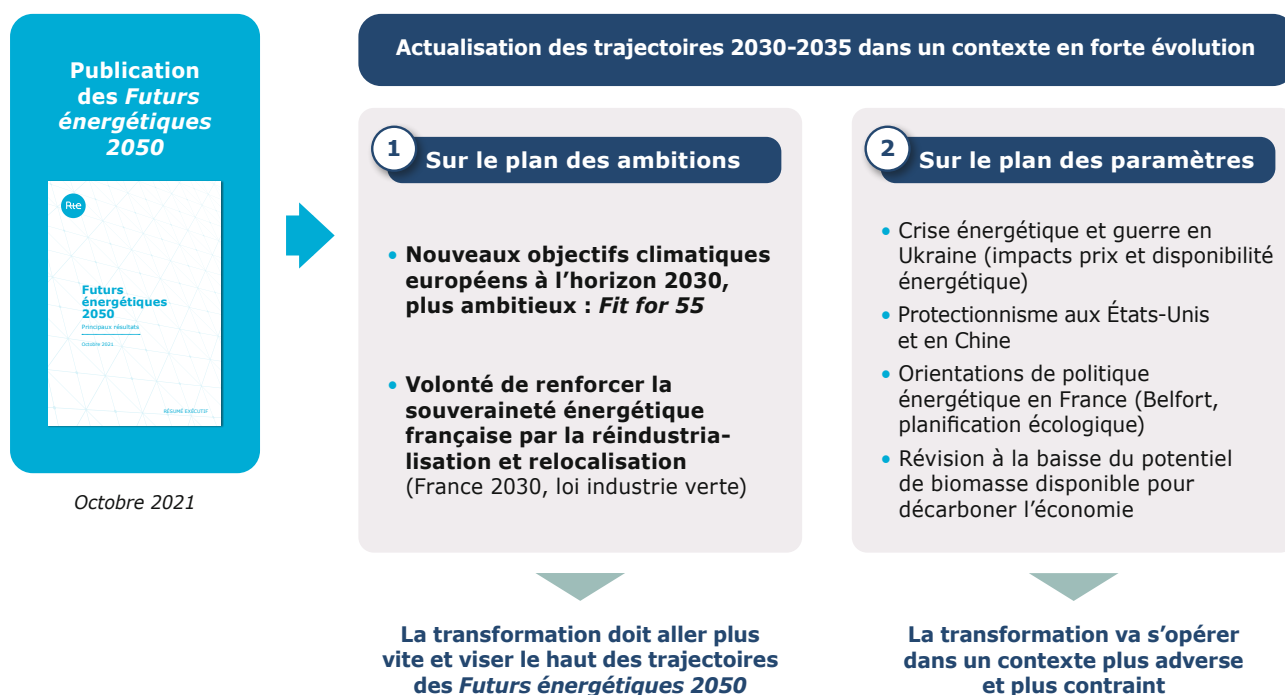 Publication
des Futurs
énergétiques
2050
Rte
Futurs
énergétiques
2050
Principaux résultats
Octobre 2021
RÉSUMÉ EXÉCUTIF
Octobre 2021
Actualisation des trajectoires 2030-2035 dans un contexte en forte évolution
1
Sur le plan des ambitions
• Nouveaux objectifs climatiques
européens à l’horizon 2030,
plus ambitieux : Fit for 55
• Volonté de renforcer la
souveraineté énergétique
française par la réindustria-
lisation et relocalisation
(France 2030, loi industrie verte)
La transformation doit aller plus
vite et viser le haut des trajectoires
des Futurs énergétiques 2050
2
Sur le plan des paramètres
• Crise énergétique et guerre en
Ukraine (impacts prix et disponibilité
énergétique)
• Protectionnisme aux États-Unis
et en Chine
• Orientations de politique
énergétique en France (Belfort,
planification écologique)
• Révision à la baisse du potentiel
de biomasse disponible pour
décarboner l’économie
La transformation va s’opérer
dans un contexte plus adverse
et plus contraint